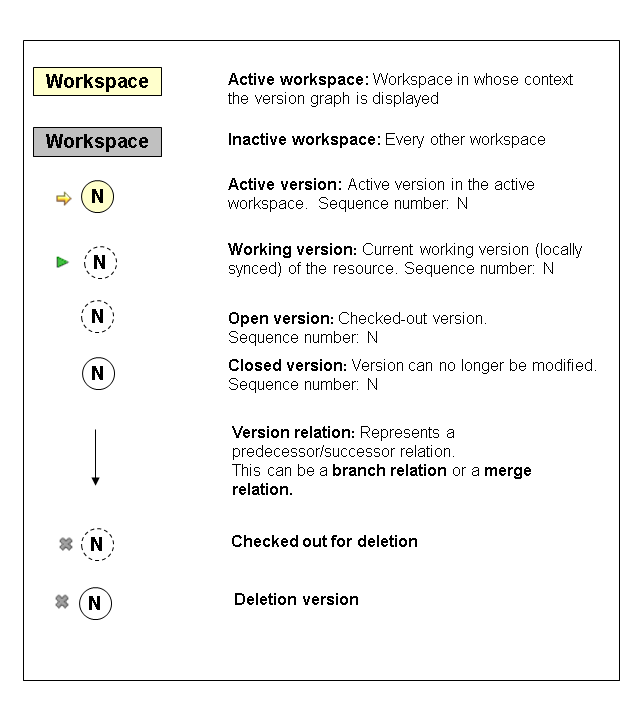 Workspace
Active workspace: Workspace in whose context
the version graph is displayed
Workspace
Inactive workspace: Every other workspace
N
Active version: Active version in the active
workspace. Sequence number: N
N
Working version: Current working version (locally
synced) of the resource. Sequence number: N
N
Open version: Checked-out version.
Sequence number: N
N
Closed version: Version can no longer be modified.
Sequence number: N
Version relation: Represents a
predecessor/successor relation.
This can be a branch relation or a merge
relation.
N
Checked out for deletion
N
Deletion version